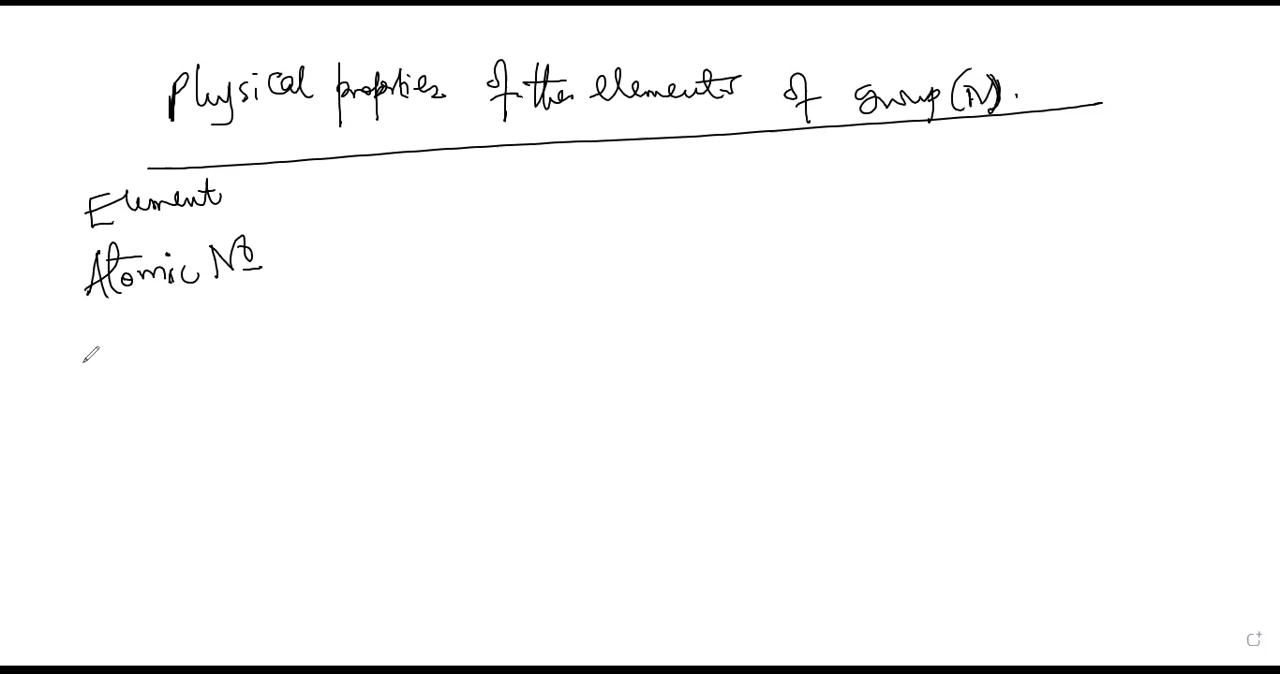 Physical properties of the elements of group (IV).
Element
Atomic No